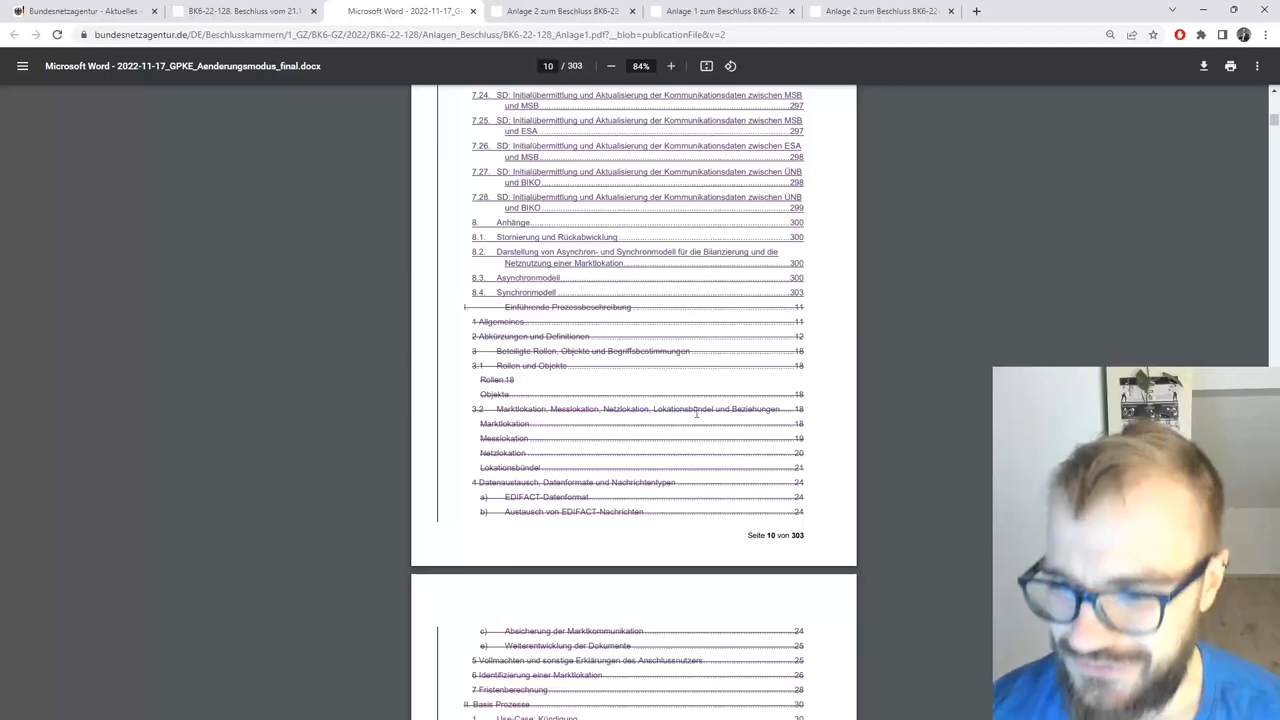 Bundesnetzagentur - Aktuelles
BK6-22-128. Beschluss vom 21.1
Microsoft Word - 2022-11-17_GP
Anlage 2 zum Beschluss BK6-22-
Anlage 1 zum Beschluss BK6-22-
Anlage 2 zum Beschluss BK6-22-
bundesnetzagentur.de/DE/Beschlusskammern/1_GZ/BK6-GZ/2022/BK6-22-128/Anlagen_Beschluss/BK6-22-128_Anlage1.pdf?__blob=publicationFile&v=2
Microsoft Word - 2022-11-17_GPKE_Aenderungsmodus_final.docx
10 / 303
84%
7.24. SD: Initialübermittlung und Aktualisierung der Kommunikationsdaten zwischen MSB
und MSB 297
7.25. SD: Initialübermittlung und Aktualisierung der Kommunikationsdaten zwischen MSB
und ESA 297
7.26. SD: Initialübermittlung und Aktualisierung der Kommunikationsdaten zwischen ESA
und MSB 298
7.27. SD: Initialübermittlung und Aktualisierung der Kommunikationsdaten zwischen ÜNB
und BIKO 298
7.28. SD: Initialübermittlung und Aktualisierung der Kommunikationsdaten zwischen ÜNB
und BIKO 299
8. Anhänge 300
8.1. Stornierung und Rückabwicklung 300
8.2. Darstellung von Asynchron- und Synchronmodell für die Bilanzierung und die
Netznutzung einer Marktlokation 300
8.3. Asynchronmodell 300
8.4. Synchronmodell 303
I. Einführende Prozessbeschreibung 11
1 Allgemeines 11
2 Abkürzungen und Definitionen 12
3 Beteiligte Rollen, Objekte und Begriffsbestimmungen 18
3.1 Rollen und Objekte 18
Rollen 18
Objekte 18
3.2 Marktlokation, Messlokation, Netzlokation, Lokationsbündel und Beziehungen 18
Marktlokation 18
Messlokation 19
Netzlokation 20
Lokationsbündel 21
4 Datenaustausch, Datenformate und Nachrichtentypen 24
a) EDIFACT-Datenformat 24
b) Austausch von EDIFACT-Nachrichten 24
Seite 10 von 303
c) Absicherung der Marktkommunikation 24
e) Weiterentwicklung der Dokumente 25
5 Vollmachten und sonstige Erklärungen des Anschlussnutzers 25
6 Identifizierung einer Marktlokation 26
7 Fristenberechnung 28
II. Basis Prozesse 30
1. Use-Case: Kündigung 30